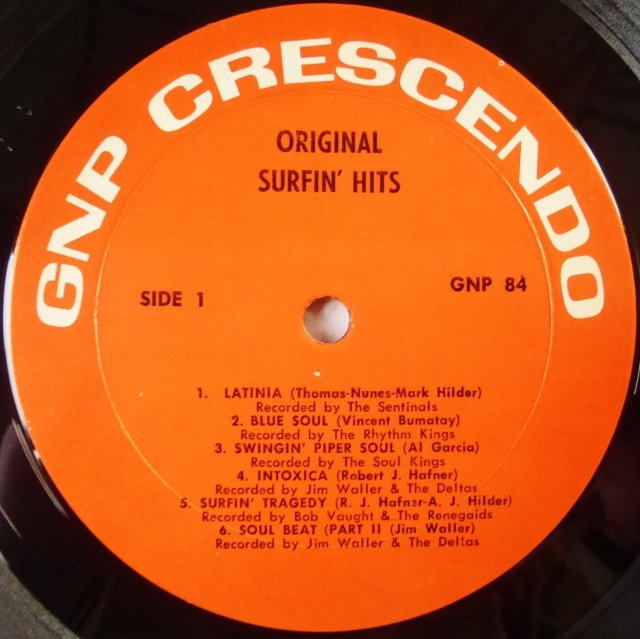 GNP CRESCENDO
ORIGINAL
SURFIN' HITS
SIDE 1
GNP 84
1. LATINIA (Thomas-Nunes-Mark Hilder)
Recorded by The Sentinals
2. BLUE SOUL (Vincent Bumatay)
Recorded by The Rhythm Kings
3. SWINGIN' PIPER SOUL (Al Garcia)
Recorded by The Soul Kings
4. INTOXICA (Robert J. Hafner)
Recorded by Jim Waller & The Deltas
5. SURFIN' TRAGEDY (R. J. Hafner-A. J. Hilder)
Recorded by Bob Vaught & The Renegaids
6. SOUL BEAT (PART II (Jim Waller)
Recorded by Jim Waller & The Deltas